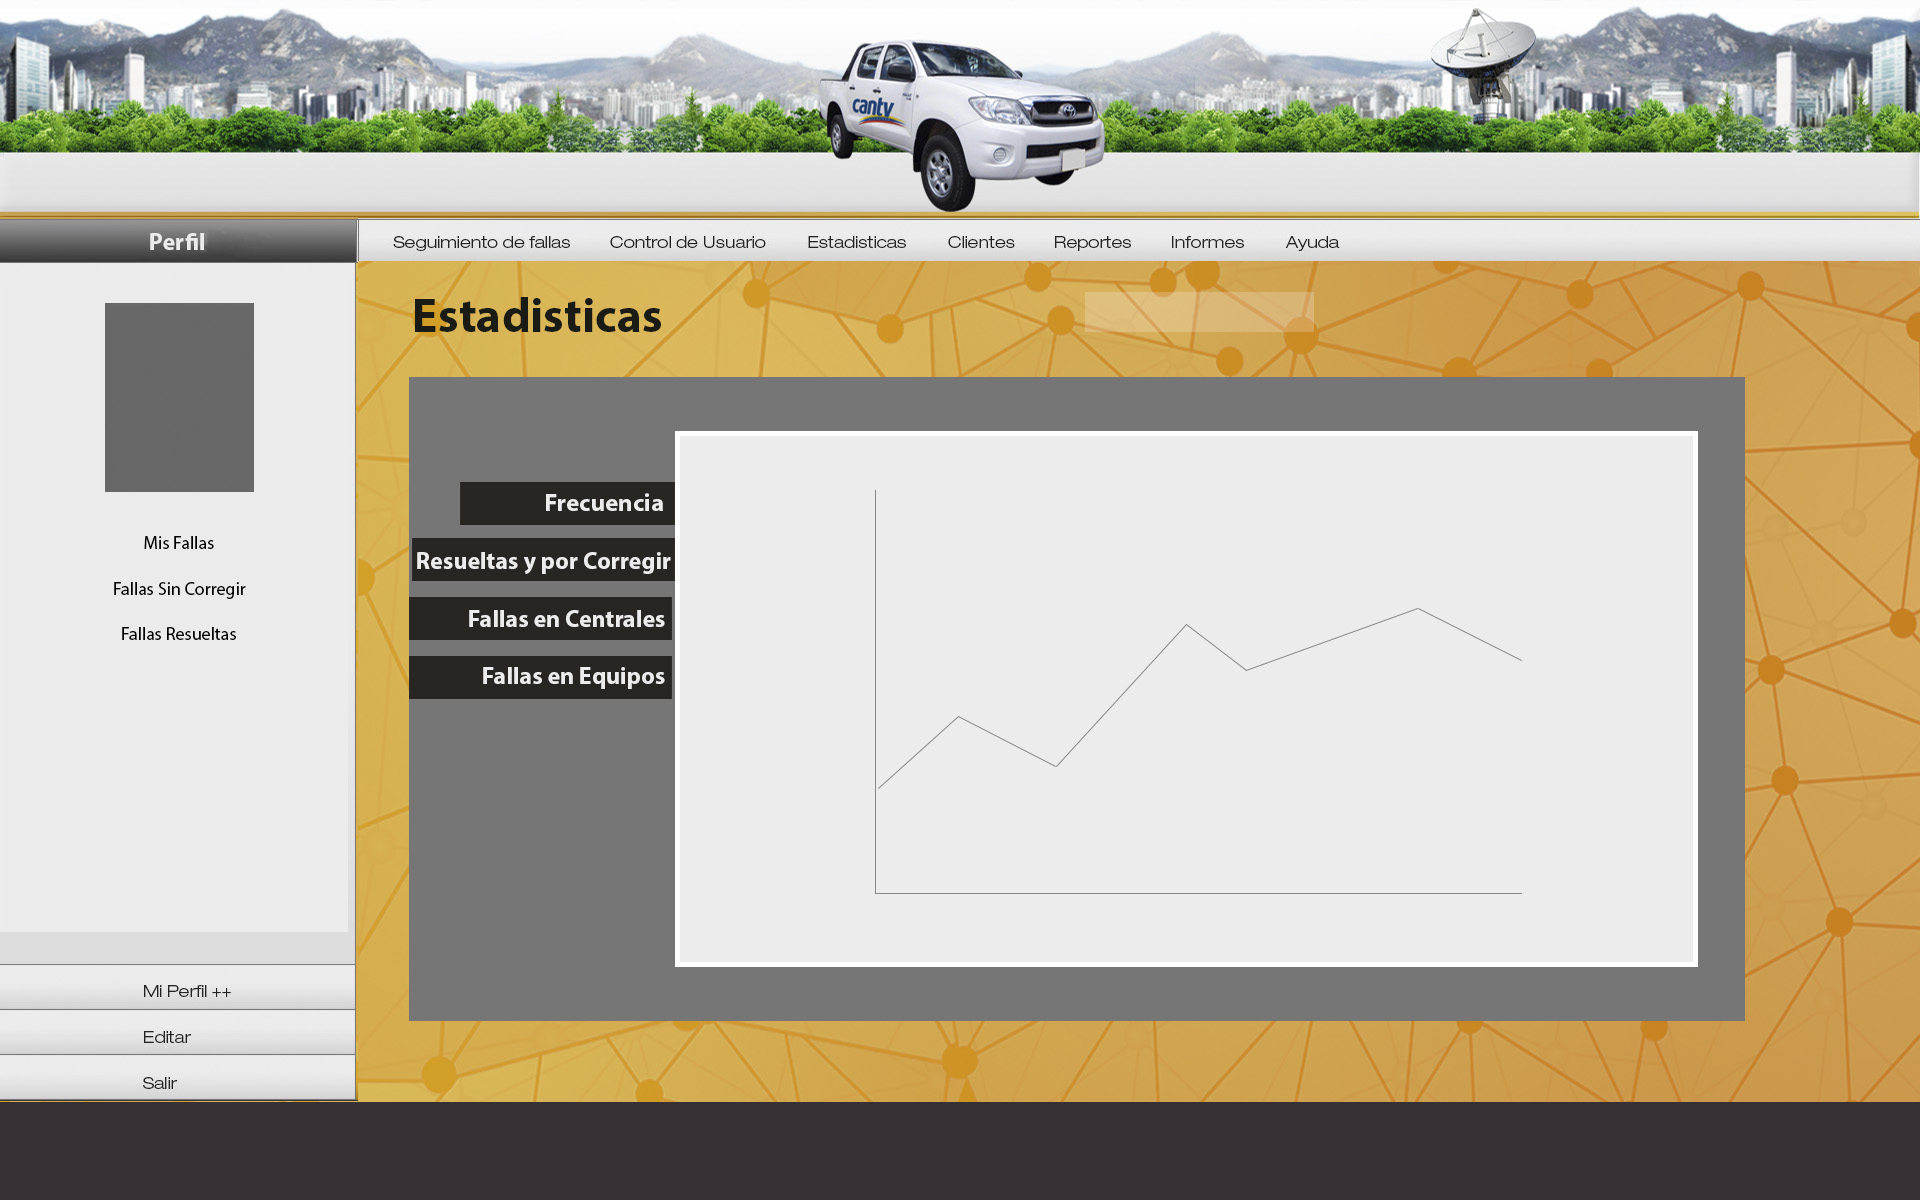 cantv
Perfil
Seguimiento de fallas
Control de Usuario
Estadisticas
Clientes
Reportes
Informes
Ayuda
Estadisticas
Mis Fallas
Fallas Sin Corregir
Fallas Resueltas
Frecuencia
Resueltas y por Corregir
Fallas en Centrales
Fallas en Equipos
Mi Perfil ++
Editar
Salir